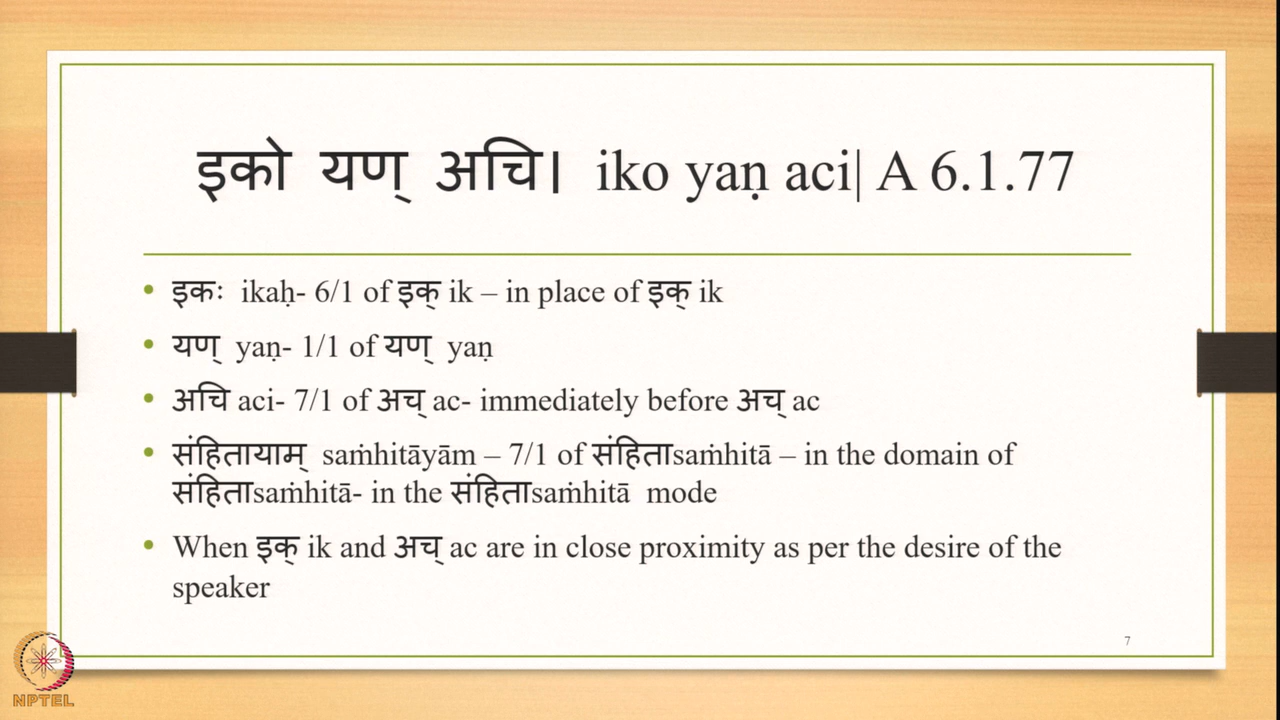 इको यण् अचि। iko yaṇ aci| A 6.1.77
• इकः ikaḥ- 6/1 of इक् ik – in place of इक् ik
• यण् yaṇ- 1/1 of यण् yaṇ
• अचि aci- 7/1 of अच् ac- immediately before अच् ac
• संहितायाम् saṁhitāyām – 7/1 of संहिताsaṁhitā – in the domain of
संहिताsaṁhitā- in the संहिताsaṁhitā mode
• When इक् ik and अच् ac are in close proximity as per the desire of the
speaker
7
NPTEL